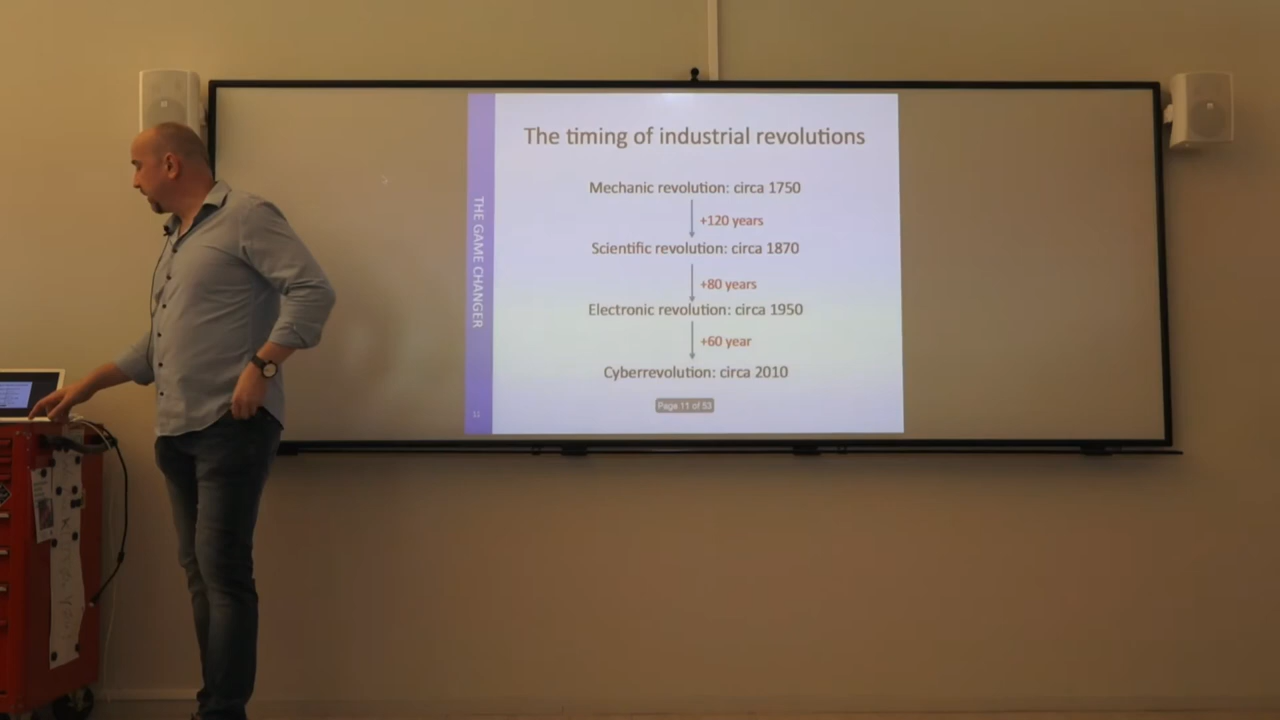 The timing of industrial revolutions
Mechanic revolution: circa 1750
+120 years
Scientific revolution: circa 1870
+80 years
Electronic revolution: circa 1950
+60 year
Cyberrevolution: circa 2010
Page 11 of 53
THE GAME CHANGER
11